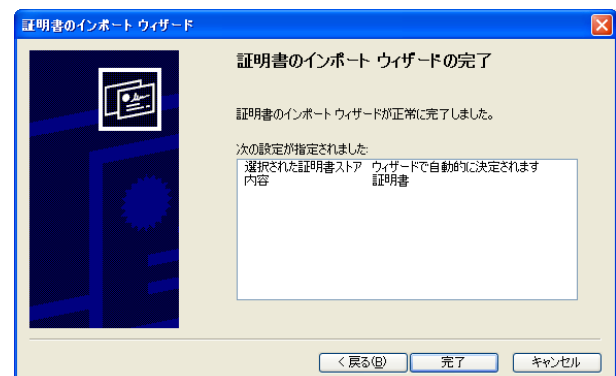 証明書のインポート ウィザード
証明書のインポート ウィザードの完了
証明書のインポート ウィザードが正常に完了しました。
次の設定が指定されました:
選択された証明書ストア ウィザードで自動的に決定されます
内容 証明書
< 戻る(B) 完了 キャンセル